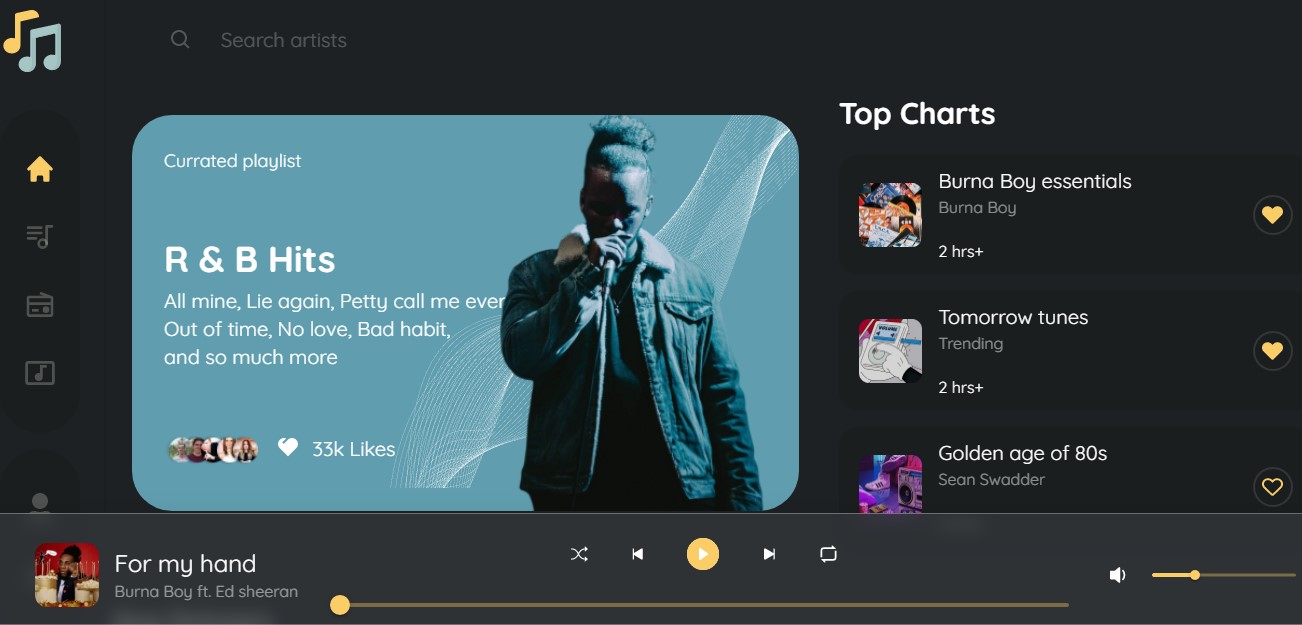 Search artists
Currated playlist
R & B Hits
All mine, Lie again, Petty call me ever
Out of time, No love, Bad habit,
and so much more
33k Likes
Top Charts
Burna Boy essentials
Burna Boy
2 hrs+
Tomorrow tunes
Trending
2 hrs+
Golden age of 80s
Sean Swadder
For my hand
Burna Boy ft. Ed sheeran